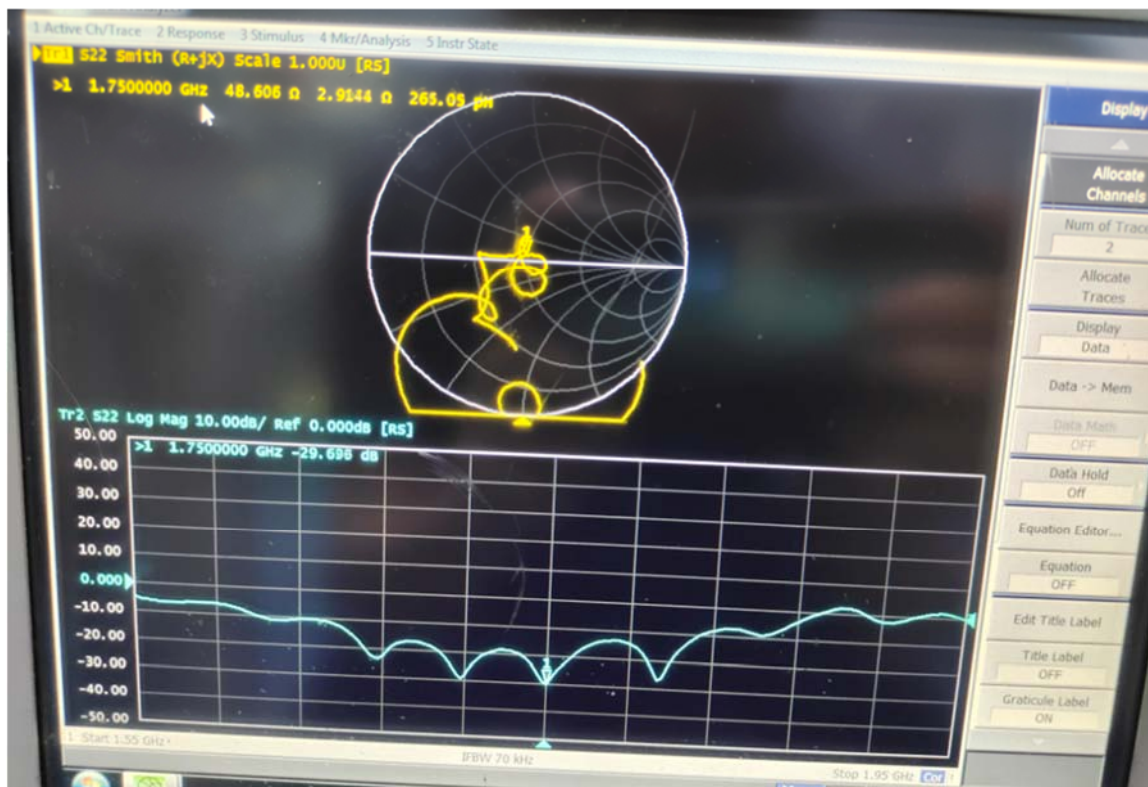 1 Active Ch/Trace 2 Response 3 Stimulus 4 Mkr/Analysis 5 Instr State
Tr1 S22 Smith (R+jX) Scale 1.000U [RS]
>1 1.7500000 GHz 48.606 Ω 2.9144 Ω 265.05 pH
1
Tr2 S22 Log Mag 10.00dB/ Ref 0.000dB [RS]
>1 1.7500000 GHz -29.696 dB
50.00
40.00
30.00
20.00
10.00
0.000
-10.00
-20.00
-30.00
-40.00
-50.00
1
1 Start 1.55 GHz
IFBW 70 kHz
Stop 1.95 GHz Cor
Display
Allocate
Channels
Num of Trace
2
Allocate
Traces
Display
Data
Data -> Mem
Data Math
OFF
Data Hold
Off
Equation Editor...
Equation
OFF
Edit Title Label
Title Label
OFF
Graticule Label
ON